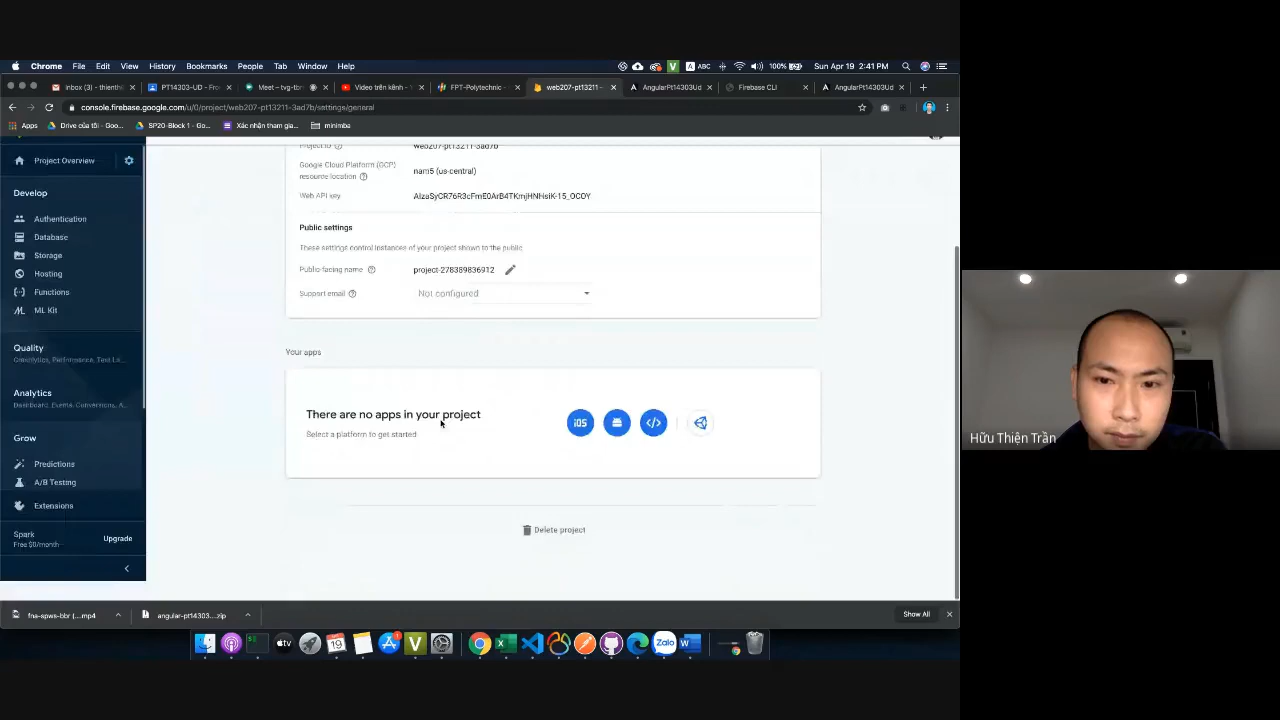 Chrome File Edit View History Bookmarks People Tab Window Help
ABC 100% Sun Apr 19 2:41 PM
Inbox (3) - thienth
PT14303-UD - Fro
Meet – tvg-tbr
Video trên kênh -
FPT-Polytechnic -
web207-pt13211 -
AngularPT14303Ud
Firebase CLI
AngularPT14303Ud
console.firebase.google.com/u/0/project/web207-pt13211-3ad7b/settings/general
Apps
Drive của tôi - Goo...
SP20-Block 1 - Go...
Xác nhận tham gia...
minimba
Project Overview
Develop
Authentication
Database
Storage
Hosting
Functions
ML Kit
Quality
Crashlytics, Performance, Test La...
Analytics
Dashboard, Events, Conversions, A...
Grow
Predictions
A/B Testing
Extensions
Spark
Free $0/month
Upgrade
Project ID web207-pt13211-3ad7b
Google Cloud Platform (GCP)
resource location
nam5 (us-central)
Web API key
Public settings
These settings control instances of your project shown to the public
Public-facing name project-278389836912
Support email Not configured
Your apps
There are no apps in your project
Select a platform to get started
iOS
Delete project
fna-spws-bbr (....mp4
angular-pt14303....zip
Show All
19
tv
Zalo
Hữu Thiện Trần